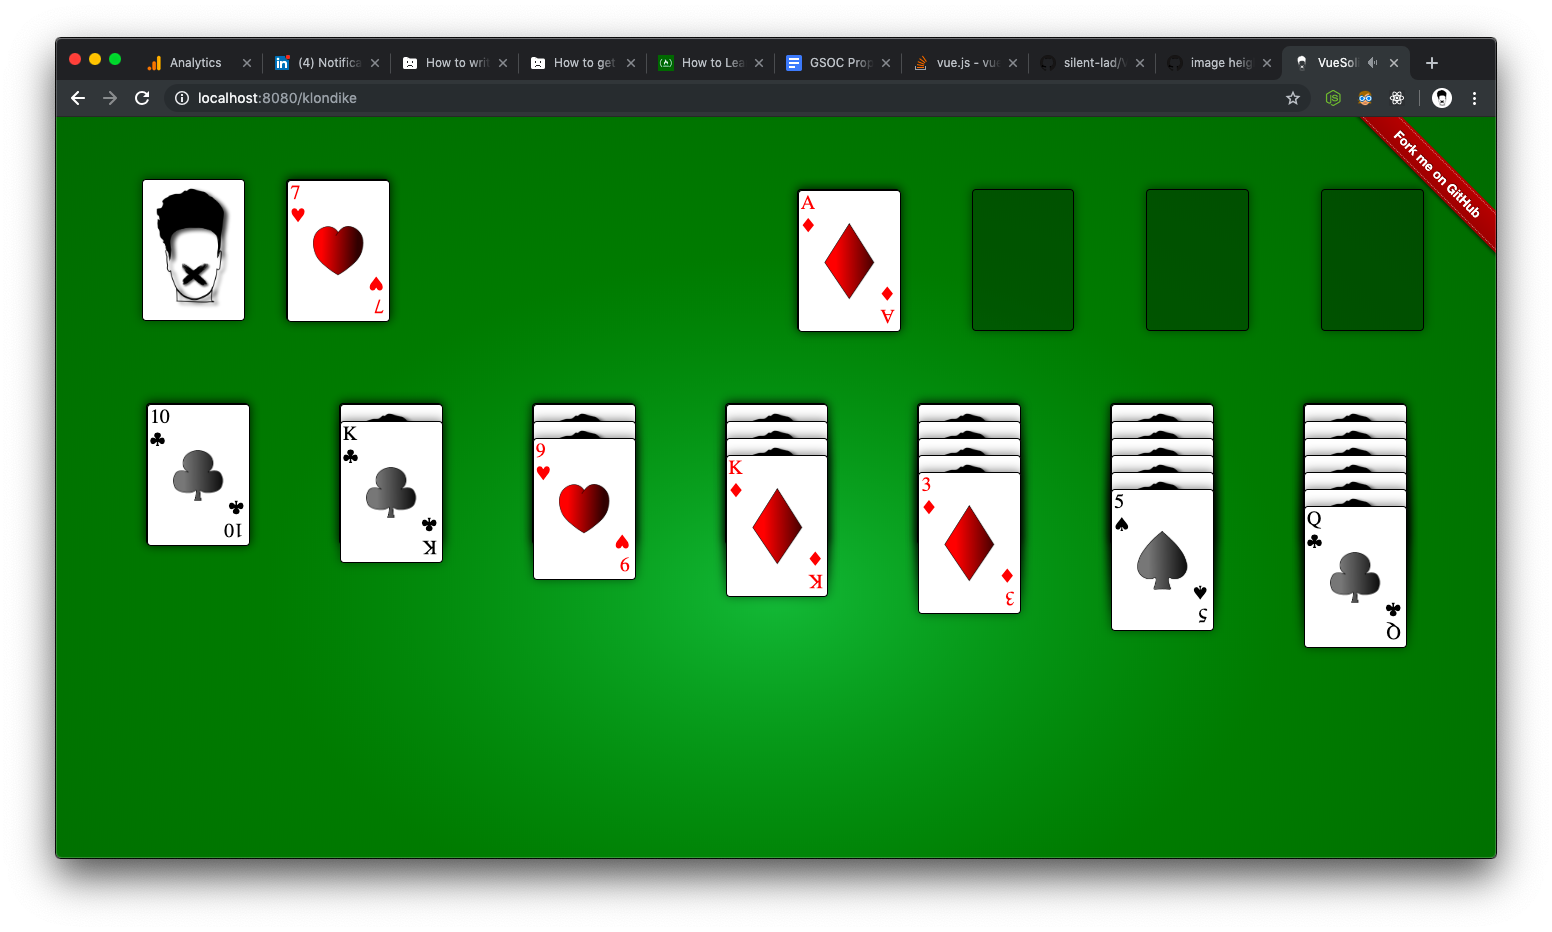 Analytics
(4) Notifica
How to writ
How to get
How to Lea
GSOC Prop
vue.js - vue
silent-lad/V
image heig
VueSoli
localhost:8080/klondike
Fork me on GitHub
7
7
A
A
10
10
K
K
9
9
K
K
3
3
5
5
Q
Q